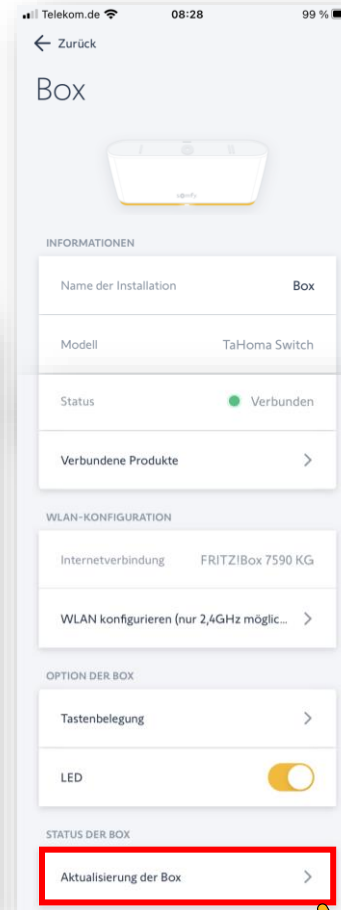 Telekom.de 08:28 99 %
Zurück
Box
somfy
INFORMATIONEN
Name der Installation Box
Modell TaHoma Switch
Status Verbunden
Verbundene Produkte
WLAN-KONFIGURATION
Internetverbindung FRITZ!Box 7590 KG
WLAN konfigurieren (nur 2,4GHz möglic...
OPTION DER BOX
Tastenbelegung
LED
STATUS DER BOX
Aktualisierung der Box